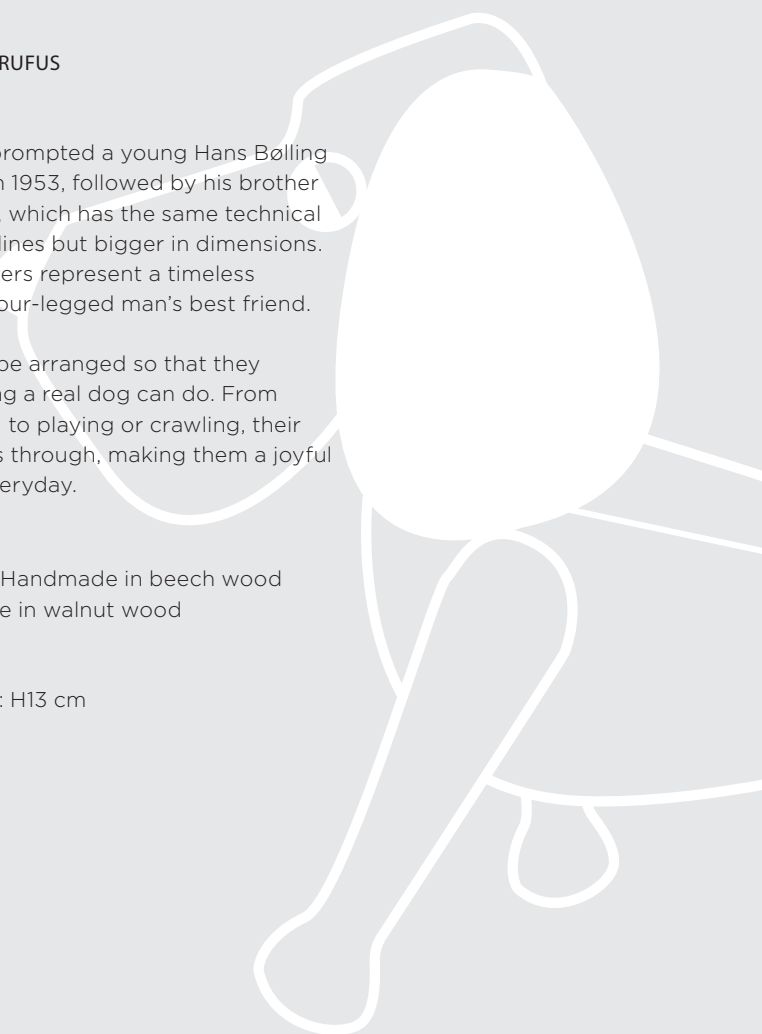 RUFUS
prompted a young Hans Bølling
n 1953, followed by his brother
, which has the same technical
lines but bigger in dimensions.
ers represent a timeless
our-legged man’s best friend.
be arranged so that they
ng a real dog can do. From
to playing or crawling, their
s through, making them a joyful
eryday.
Handmade in beech wood
e in walnut wood
: H13 cm